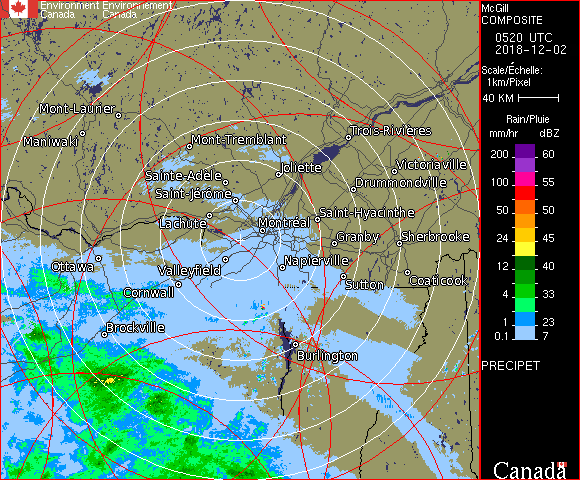 Environment Environnement
Canada Canada
McGill
COMPOSITE
0520 UTC
2018-12-02
Scale/Échelle:
1km/Pixel
40 KM
Rain/Pluie
mm/hr dBZ
200 60
100 55
50 50
24 45
12 40
4 33
1 23
0.1 7
PRECIPET
Canada
Mont-Laurier
Maniwaki
Mont-Tremblant
Trois-Rivières
Joliette
Victoriaville
Sainte-Adèle
Drummondville
Saint-Jérôme
Saint-Hyacinthe
Lachute
Montréal
Granby
Sherbrooke
Ottawa
Valleyfield
Napierville
Cornwall
Sutton
Coaticook
Brockville
Burlington